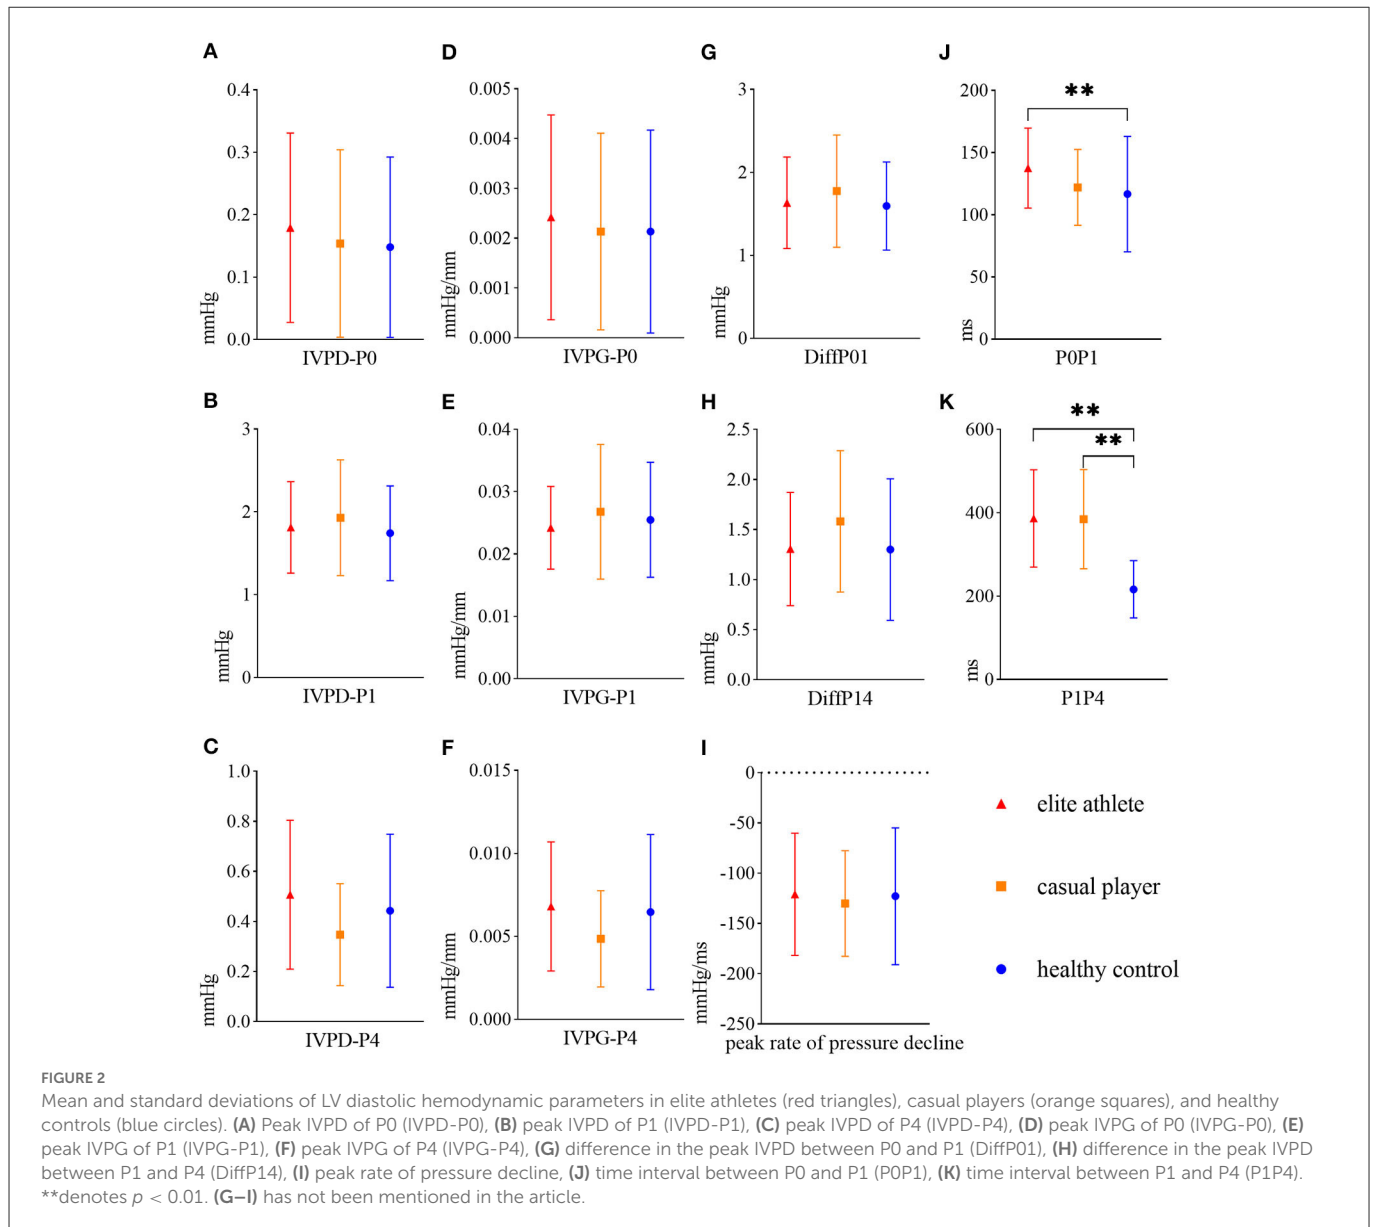 A
0.4
0.3
0.2
0.1
0.0
mmHg
IVPD-P0
D
0.005
0.004
0.003
0.002
0.001
0.000
mmHg/mm
IVPG-P0
G
3
2
1
0
mmHg
DiffP01
J
200
150
100
50
0
ms
**
P0P1
B
3
2
1
0
mmHg
IVPD-P1
E
0.04
0.03
0.02
0.01
0.00
mmHg/mm
IVPG-P1
H
2.5
2.0
1.5
1.0
0.5
0.0
mmHg
DiffP14
K
600
400
200
0
ms
**
**
P1P4
C
1.0
0.8
0.6
0.4
0.2
0.0
mmHg
IVPD-P4
F
0.015
0.010
0.005
0.000
mmHg/mm
IVPG-P4
I
0
-50
-100
-150
-200
-250
mmHg/ms
peak rate of pressure decline
elite athlete
casual player
healthy control
FIGURE 2
Mean and standard deviations of LV diastolic hemodynamic parameters in elite athletes (red triangles), casual players (orange squares), and healthy
controls (blue circles). (A) Peak IVPD of P0 (IVPD-P0), (B) peak IVPD of P1 (IVPD-P1), (C) peak IVPD of P4 (IVPD-P4), (D) peak IVPG of P0 (IVPG-P0), (E)
peak IVPG of P1 (IVPG-P1), (F) peak IVPG of P4 (IVPG-P4), (G) difference in the peak IVPD between P0 and P1 (DiffP01), (H) difference in the peak IVPD
between P1 and P4 (DiffP14), (I) peak rate of pressure decline, (J) time interval between P0 and P1 (P0P1), (K) time interval between P1 and P4 (P1P4).
**denotes p < 0.01. (G–I) has not been mentioned in the article.